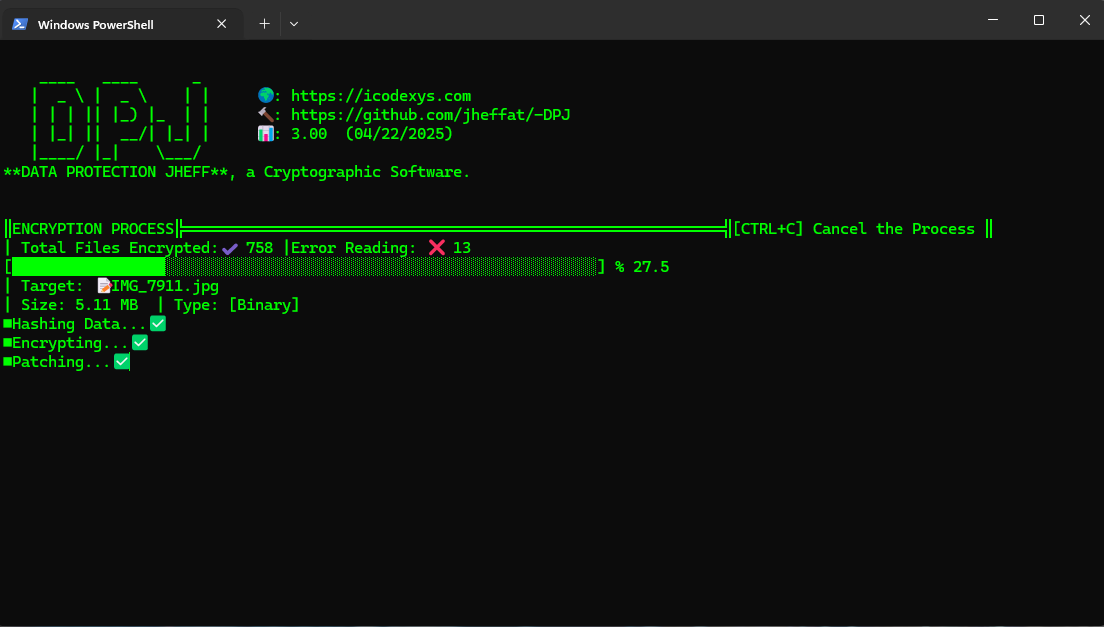 Windows PowerShell
DPJ
🌎: https://icodexys.com
🔨: https://github.com/jheffat/-DPJ
📊: 3.00  (04/22/2025)
**DATA PROTECTION JHEFF**, a Cryptographic Software.
║ENCRYPTION PROCESS╠═════════════════════════════════════════════════════════════╣[CTRL+C] Cancel the Process ║
| Total Files Encrypted:✔ 758 |Error Reading: ❌ 13
[] % 27.5
| Target: 📝IMG_7911.jpg
| Size: 5.11 MB  | Type: [Binary]
■Hashing Data...✅
■Encrypting...✅
■Patching...✅